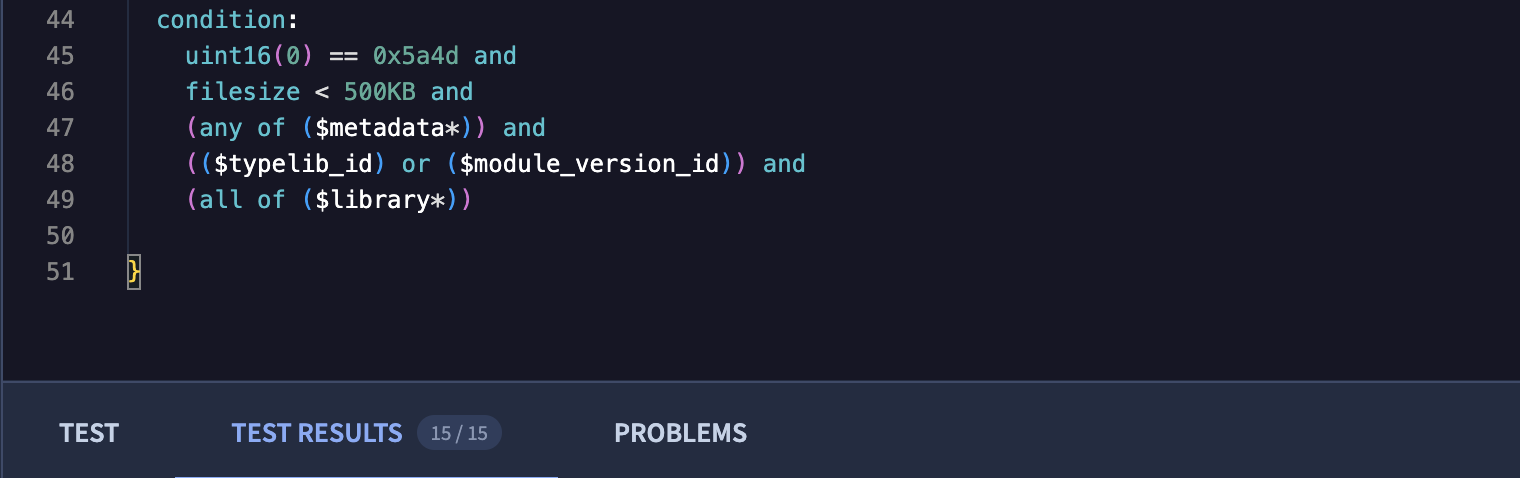 44 condition:
45 uint16(0) == 0x5a4d and
46 filesize < 500KB and
47 (any of ($metadata*)) and
48 (($typelib_id) or ($module_version_id)) and
49 (all of ($library*))
50
51 }
TEST TEST RESULTS 15/15 PROBLEMS